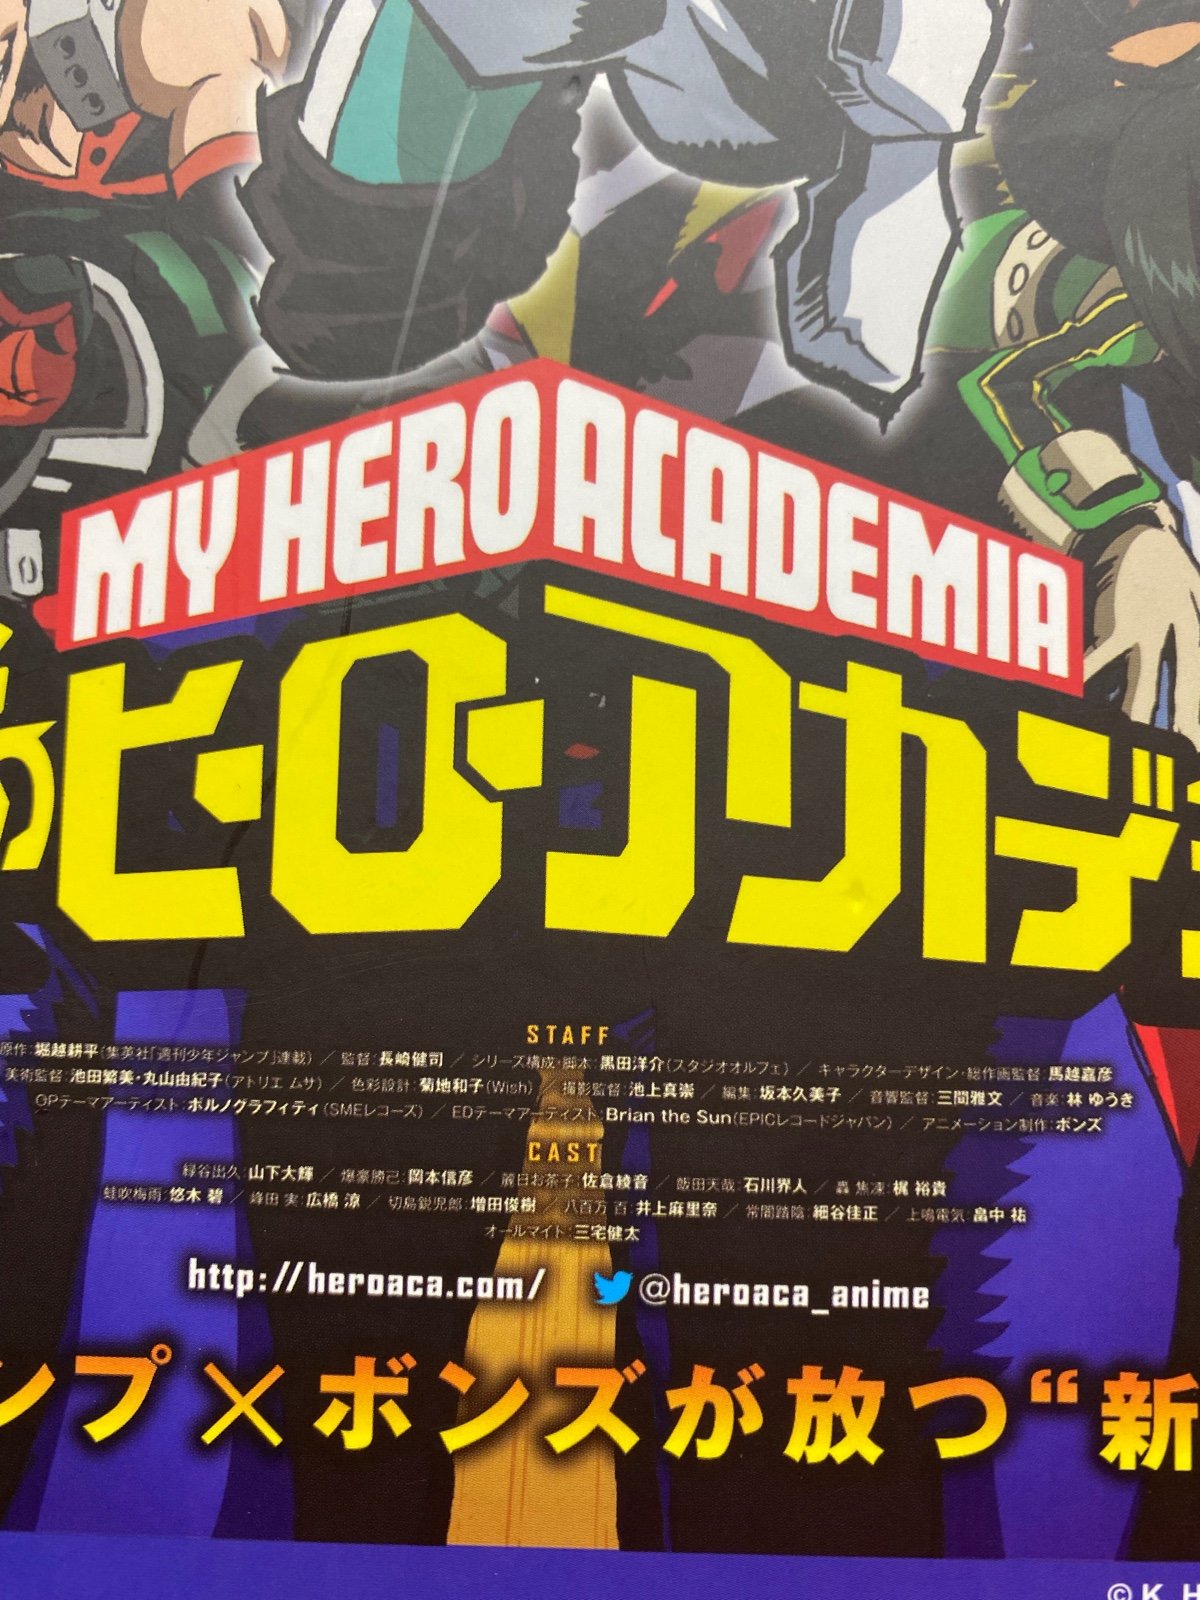 MY HERO ACADEMIA
のヒーローアカデ
STAFF
原作:堀越耕平(集英社「週刊少年ジャンプ」連載) ／ 監督:長崎健司 ／ シリーズ構成・脚本:黒田洋介(スタジオオルフェ) ／ キャラクターデザイン・総作画監督:馬越嘉彦
美術監督:池田繁美・丸山由紀子(アトリエ ムサ) ／ 色彩設計:菊地和子(Wish) ／ 撮影監督:池上真崇 ／ 編集:坂本久美子 ／ 音響監督:三間雅文 ／ 音楽:林 ゆうき
OPテーマアーティスト:ポルノグラフィティ(SMEレコーズ) ／ EDテーマアーティスト:Brian the Sun(EPICレコードジャパン) ／ アニメーション制作:ボンズ
CAST
緑谷出久:山下大輝 ／ 爆豪勝己:岡本信彦 ／ 麗日お茶子:佐倉綾音 ／ 飯田天哉:石川界人 ／ 轟 焦凍:梶 裕貴
蛙吹梅雨:悠木 碧 ／ 峰田 実:広橋 涼 ／ 切島鋭児郎:増田俊樹 ／ 八百万 百:井上麻里奈 ／ 常闇踏陰:細谷佳正 ／ 上鳴電気:畠中 祐
オールマイト:三宅健太
http://heroaca.com/ @heroaca_anime
ンプ×ボンズが放つ“新
©K. H